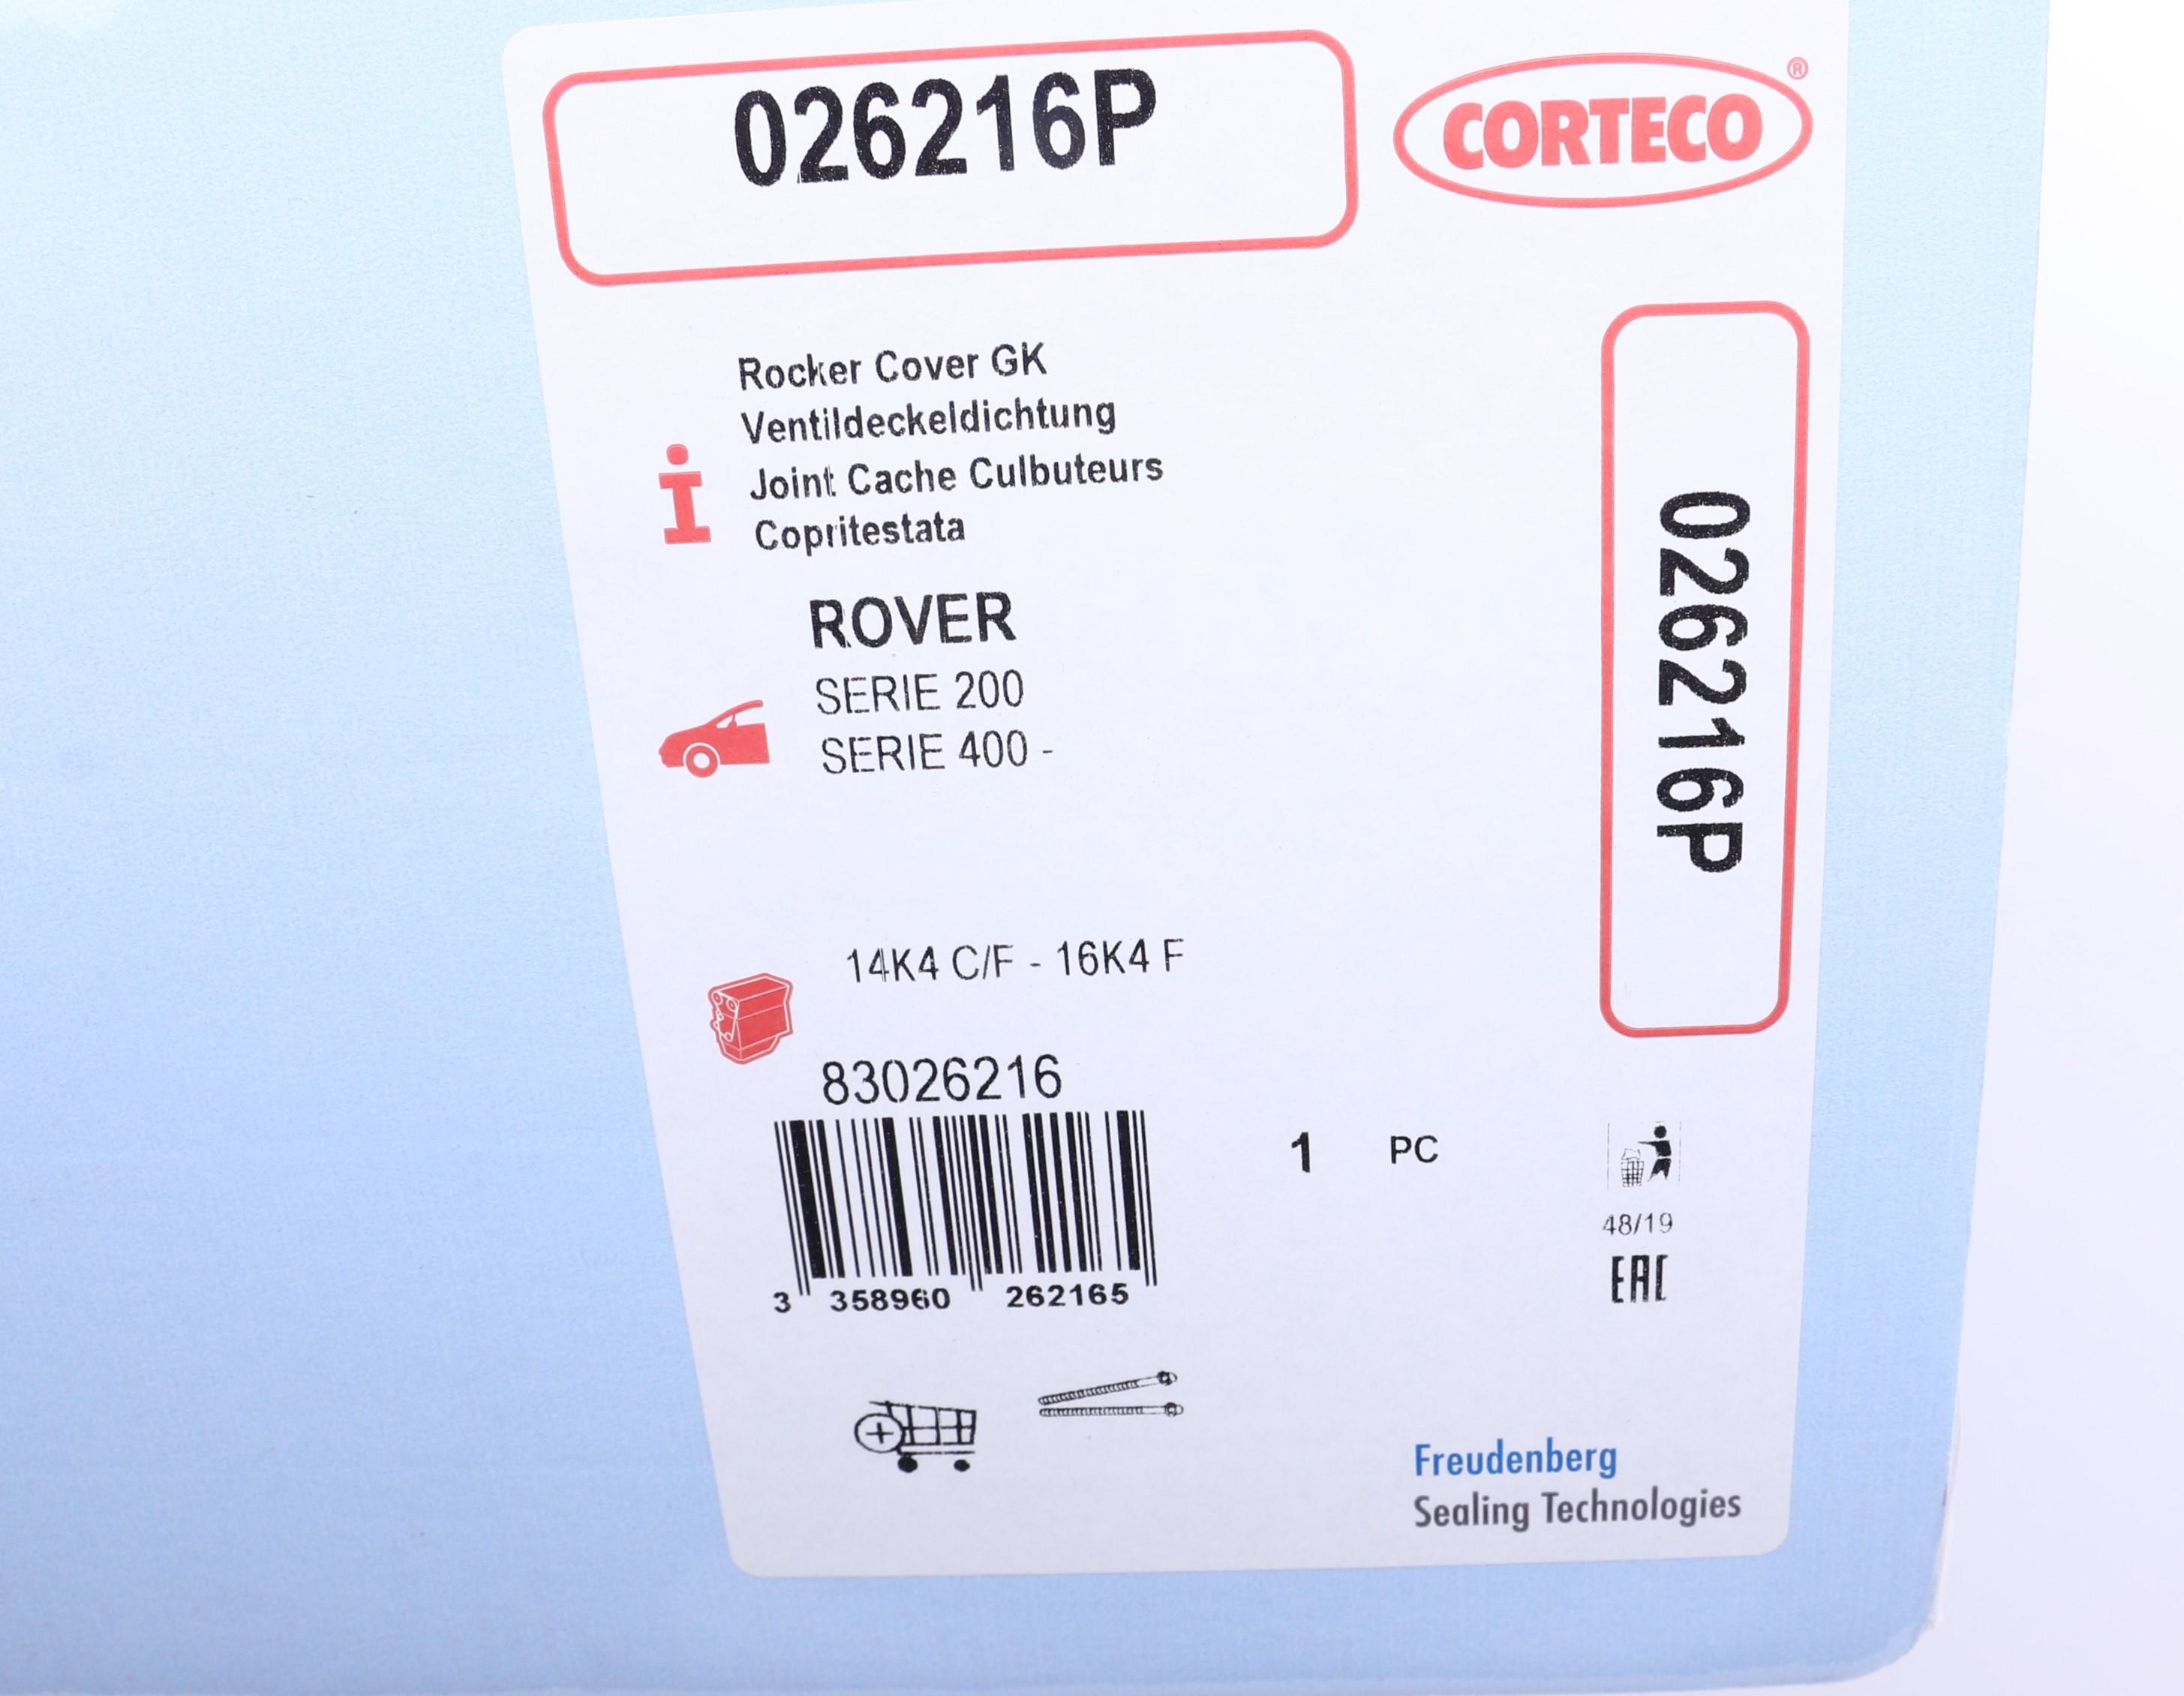 026216P
CORTECO®
Rocker Cover GK
Ventildeckeldichtung
Joint Cache Culbuteurs
Copritestata
ROVER
SERIE 200
SERIE 400 -
026216P
14K4 C/F - 16K4 F
83026216
1 PC
3 358960 262165
48/19
EAC
Freudenberg
Sealing Technologies